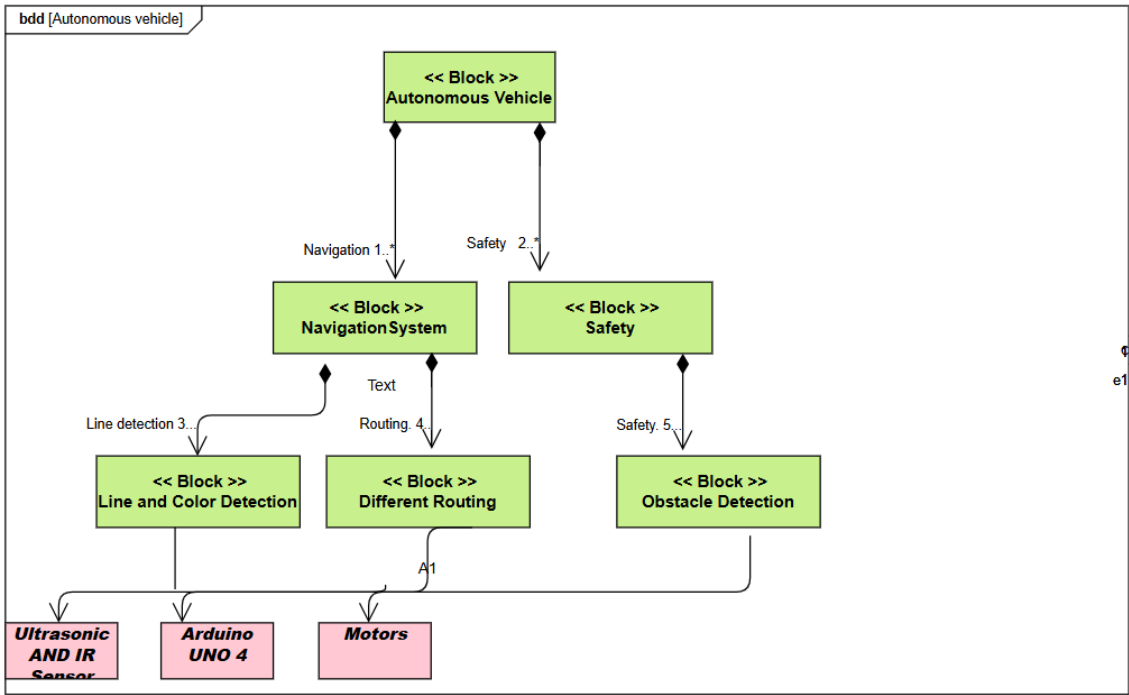 bdd [Autonomous vehicle]
<< Block >>
Autonomous Vehicle
Navigation 1..*
Safety 2..*
<< Block >>
NavigationSystem
<< Block >>
Safety
e1
Text
Line detection 3...
Routing. 4...
Safety. 5...
<< Block >>
Line and Color Detection
<< Block >>
Different Routing
<< Block >>
Obstacle Detection
A1
Ultrasonic
AND IR
Sensor
Arduino
UNO 4
Motors